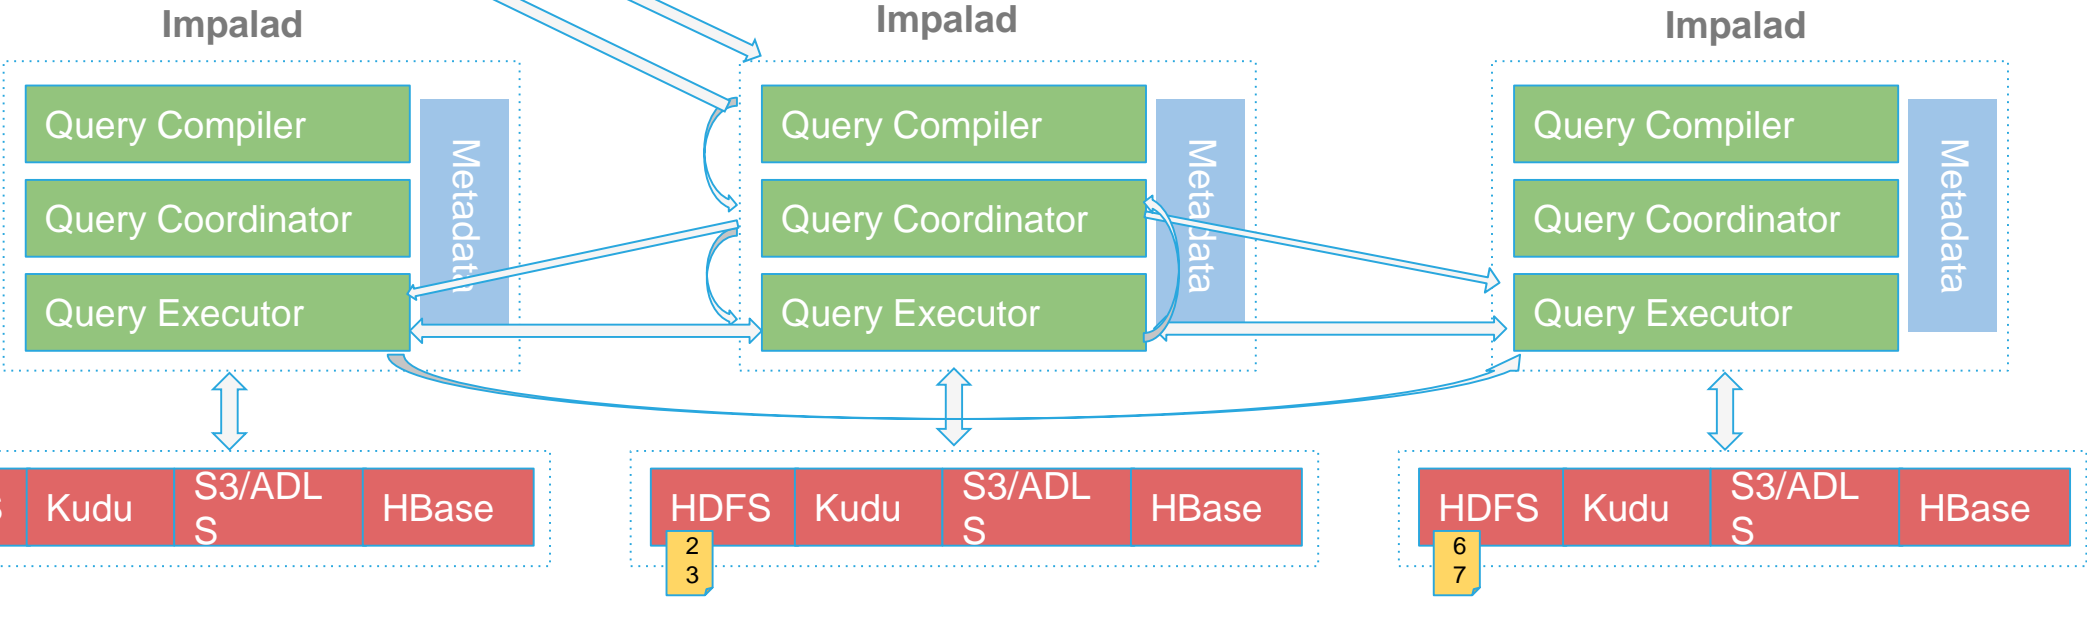 Impalad
Query Compiler
Query Coordinator
Query Executor
Metadata
Impalad
Query Compiler
Query Coordinator
Query Executor
Metadata
Impalad
Query Compiler
Query Coordinator
Query Executor
Metadata
S
Kudu
S3/ADL
S
HBase
HDFS
Kudu
S3/ADL
S
HBase
2
3
HDFS
Kudu
S3/ADL
S
HBase
6
7